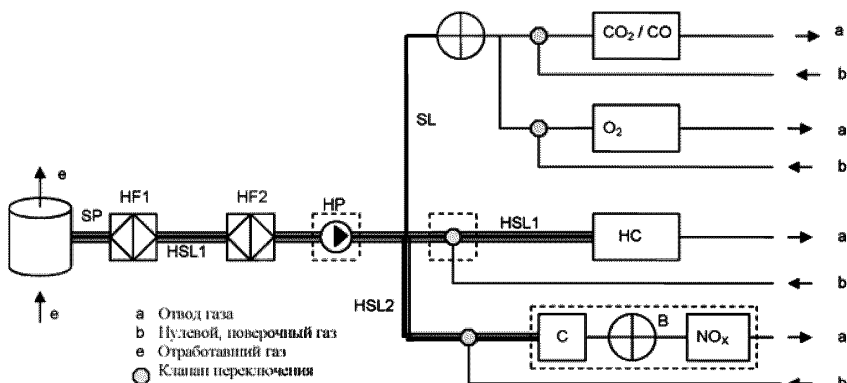 CO₂ / CO
a
b
SL
O₂
a
b
e
HF1
HF2
HP
SP
HSL1
HSL1
HC
a
b
HSL2
e
B
C
NOₓ
a
b
a Отвод газа
b Нулевой, поверочный газ
e Отработавший газ
Клапан переключения